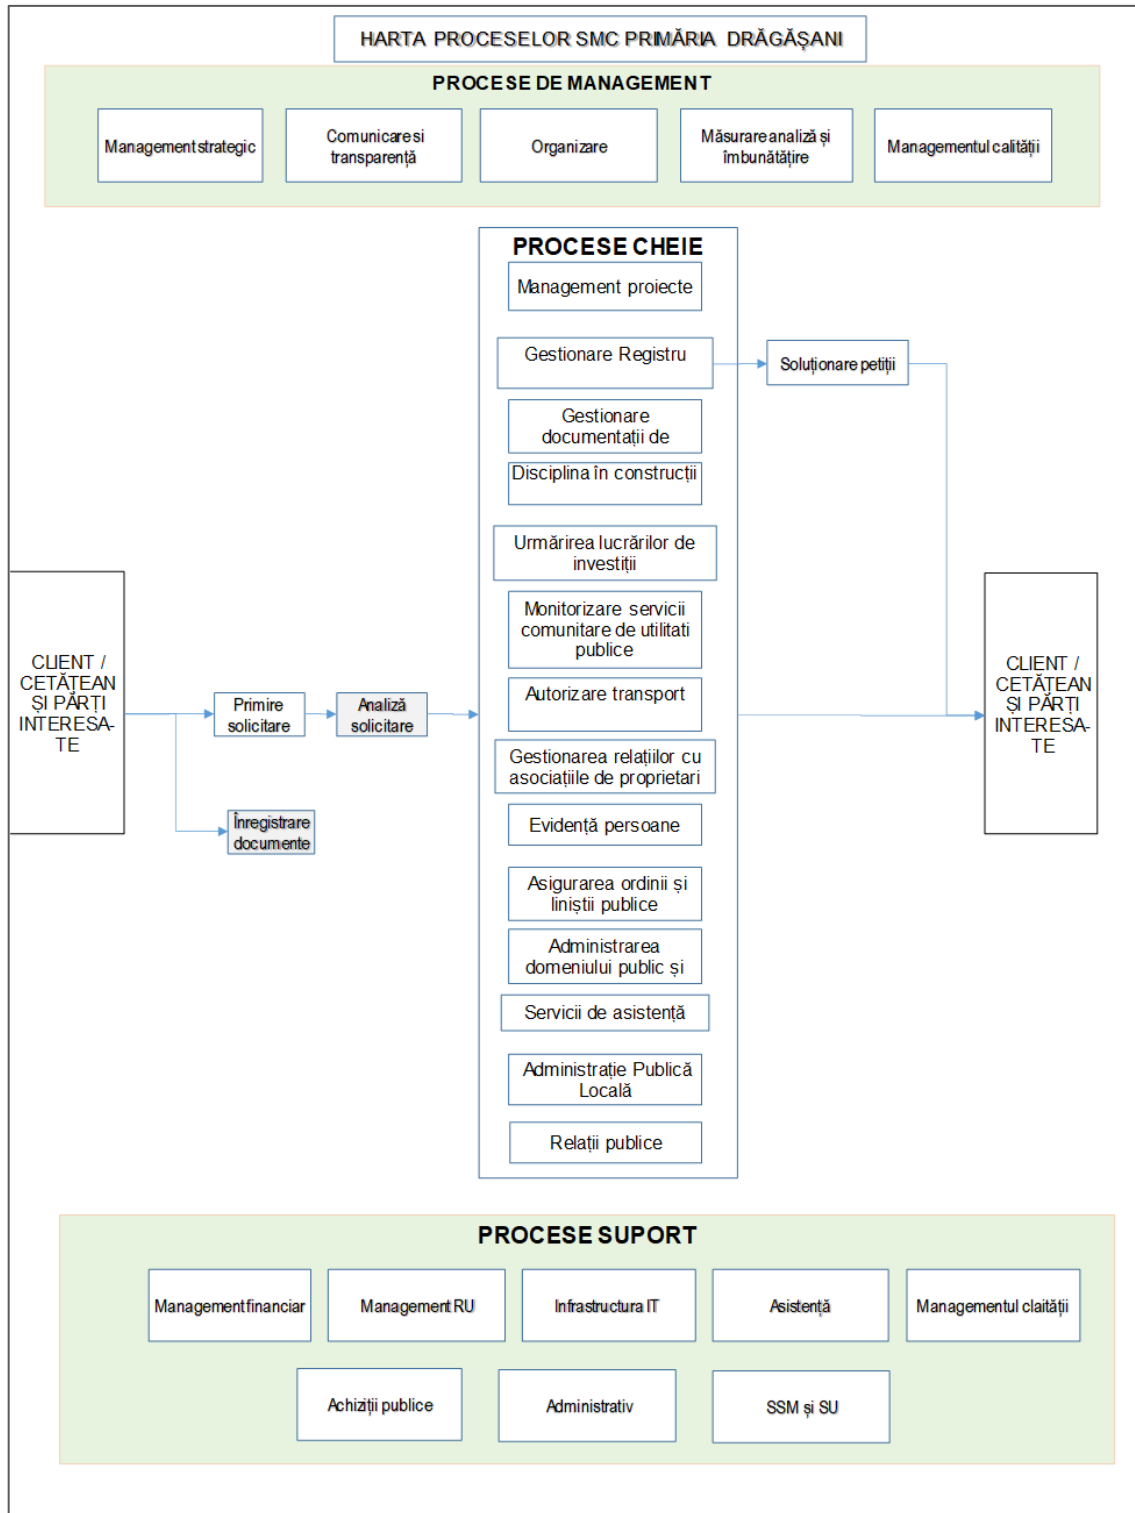 HARTA PROCESELOR SMC PRIMĂRIA DRĂGĂȘANI
PROCESE DE MANAGEMENT
Management strategic
Comunicare si
transparență
Organizare
Măsurare analiză și
îmbunătățire
Managementul calității
PROCESE CHEIE
Management proiecte
Gestionare Registru
Soluționare petiții
Gestionare
documentații de
Disciplina în construcții
Urmărirea lucrărilor de
investiții
Monitorizare servicii
comunitare de utilitati
publice
Autorizare transport
Gestionarea relațiilor cu
asociațiile de proprietari
Evidență persoane
Asigurarea ordinii și
liniștii publice
Administrarea
domeniului public și
Servicii de asistență
Administrație Publică
Locală
Relații publice
CLIENT /
CETĂȚEAN
ȘI PĂRȚI
INTERESA-
TE
Primire
solicitare
Analiză
solicitare
Înregistrare
documente
CLIENT /
CETĂȚEAN
ȘI PĂRȚI
INTERESA-
TE
PROCESE SUPORT
Management financiar
Management RU
Infrastructura IT
Asistență
Managementul claității
Achiziții publice
Administrativ
SSM și SU